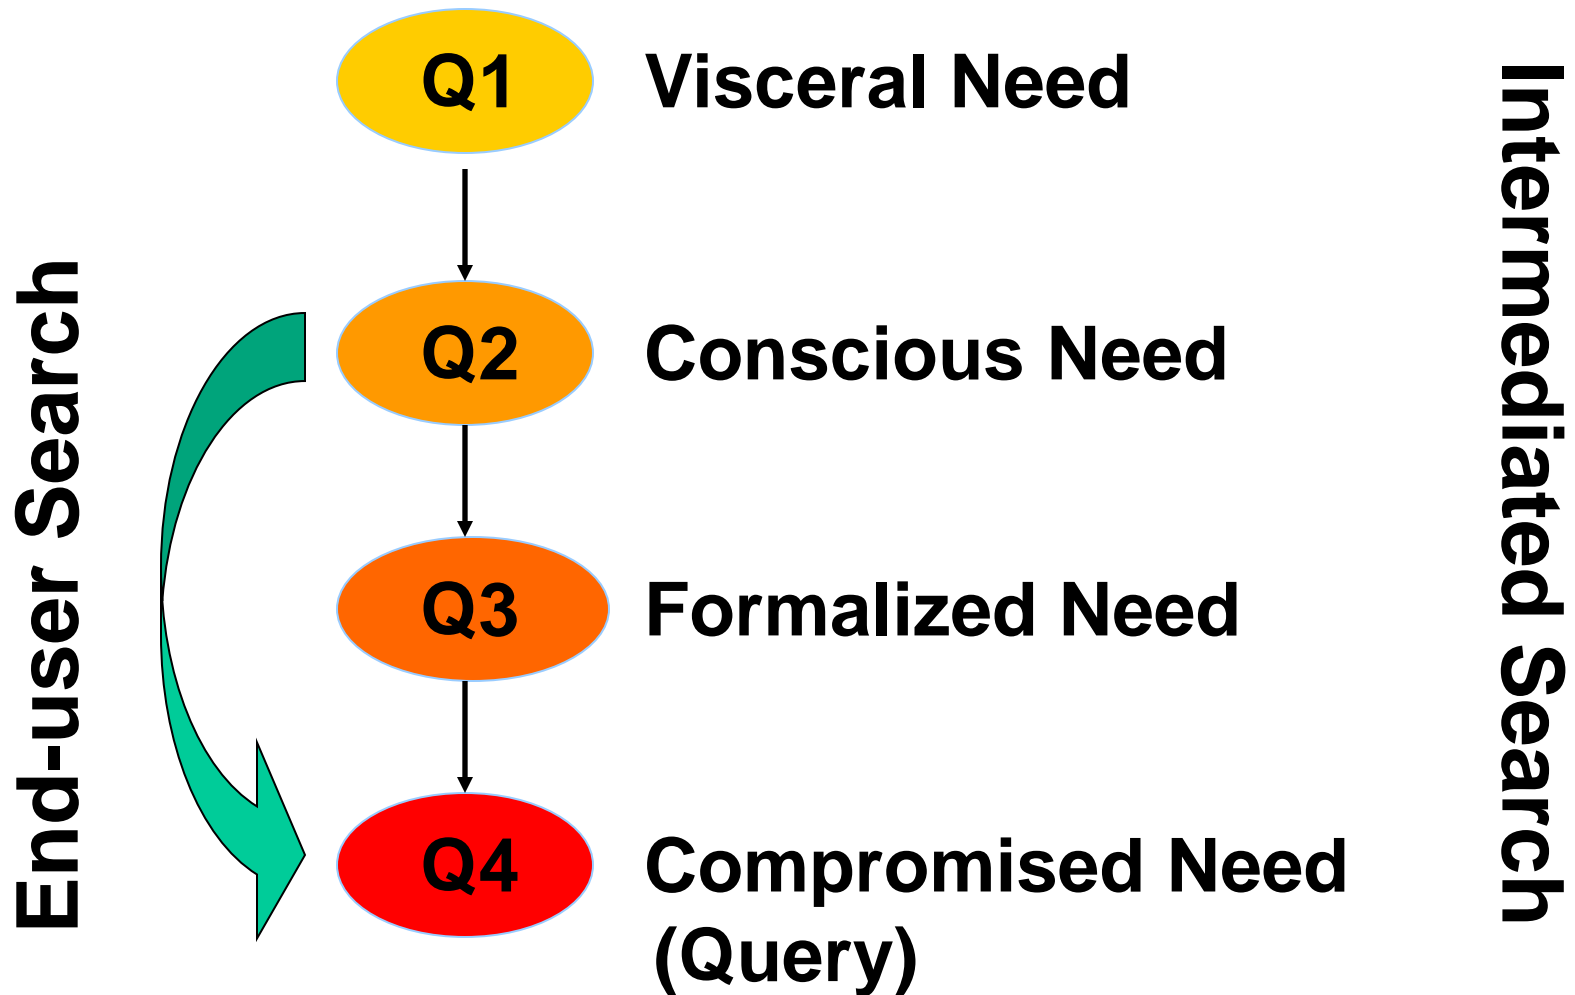 Q1 Visceral Need
Q2 Conscious Need
Q3 Formalized Need
Q4 Compromised Need
(Query)
End-user Search
Intermediated Search